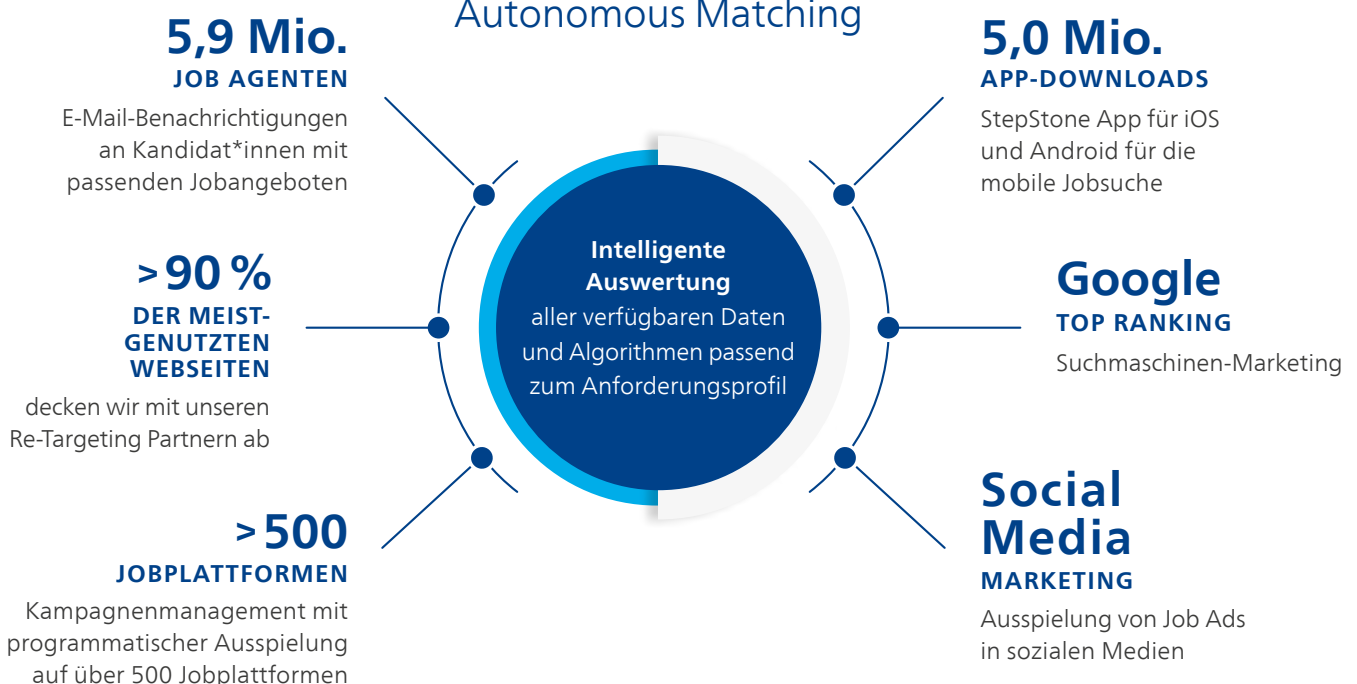 Autonomous Matching
5,9 Mio.
JOB AGENTEN
E-Mail-Benachrichtigungen
an Kandidat*innen mit
passenden Jobangeboten
>90 %
DER MEIST-
GENUTZTEN
WEBSEITEN
decken wir mit unseren
Re-Targeting Partnern ab
>500
JOBPLATTFORMEN
Kampagnenmanagement mit
programmatischer Ausspielung
auf über 500 Jobplattformen
Intelligente
Auswertung
aller verfügbaren Daten
und Algorithmen passend
zum Anforderungsprofil
5,0 Mio.
APP-DOWNLOADS
StepStone App für iOS
und Android für die
mobile Jobsuche
Google
TOP RANKING
Suchmaschinen-Marketing
Social
Media
MARKETING
Ausspielung von Job Ads
in sozialen Medien